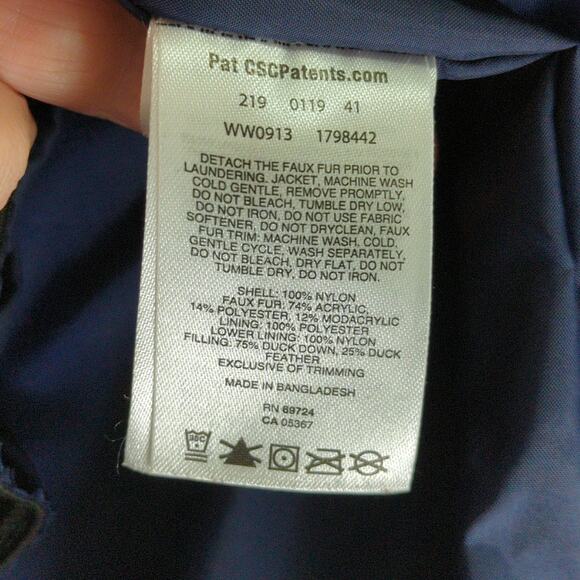 Pat CSCPatents.com
219 0119 41
WW0913 1798442
DETACH THE FAUX FUR PRIOR TO
LAUNDERING. JACKET, MACHINE WASH
COLD GENTLE, REMOVE PROMPTLY,
DO NOT BLEACH, TUMBLE DRY LOW,
DO NOT IRON, DO NOT USE FABRIC
SOFTENER, DO NOT DRYCLEAN, FAUX
FUR TRIM: MACHINE WASH, COLD,
GENTLE CYCLE, WASH SEPARATELY,
DO NOT BLEACH, DRY FLAT, DO NOT
TUMBLE DRY, DO NOT IRON.
SHELL: 100% NYLON
FAUX FUR: 74% ACRYLIC,
14% POLYESTER, 12% MODACRYLIC
LINING: 100% POLYESTER
LOWER LINING: 100% NYLON
FILLING: 75% DUCK DOWN, 25% DUCK
FEATHER
EXCLUSIVE OF TRIMMING
MADE IN BANGLADESH
RN 69724
CA 05367